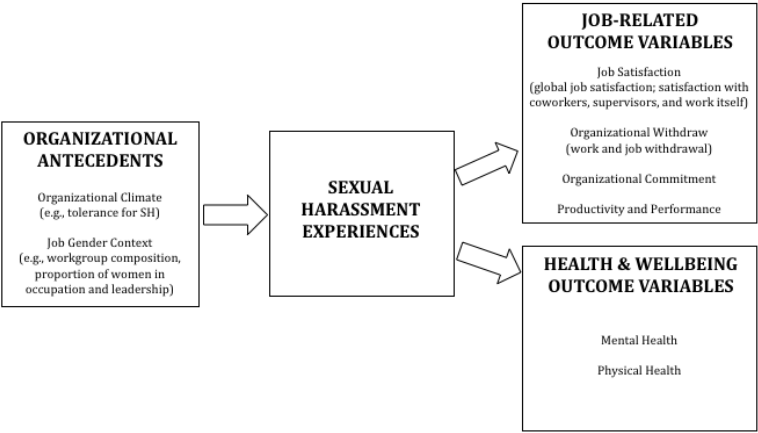 ORGANIZATIONAL
ANTECEDENTS
Organizational Climate
(e.g., tolerance for SH)
Job Gender Context
(e.g., workgroup composition,
proportion of women in
occupation and leadership)
SEXUAL
HARASSMENT
EXPERIENCES
JOB-RELATED
OUTCOME VARIABLES
Job Satisfaction
(global job satisfaction; satisfaction with
coworkers, supervisors, and work itself)
Organizational Withdraw
(work and job withdrawal)
Organizational Commitment
Productivity and Performance
HEALTH & WELLBEING
OUTCOME VARIABLES
Mental Health
Physical Health